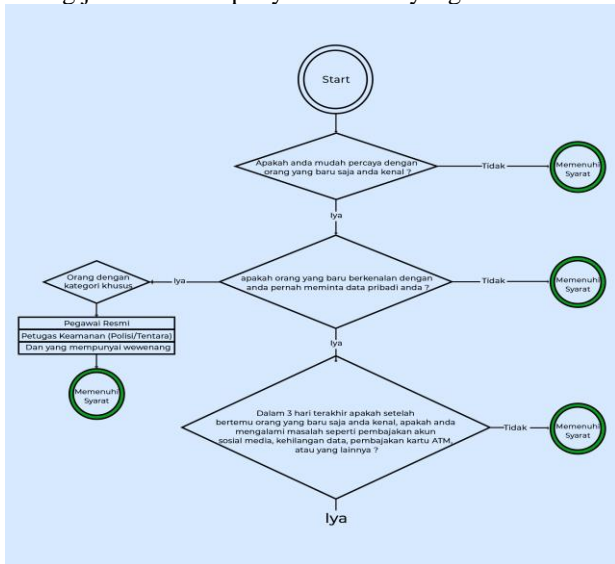 Start
Apakah anda mudah percaya dengan
orang yang baru saja anda kenal ?
Tidak
Memenuhi
Syarat
Iya
Orang dengan
kategori khusus
Iya
apakah orang yang baru berkenalan dengan
anda pernah meminta data pribadi anda ?
Tidak
Memenuhi
Syarat
Pegawai Resmi
Petugas Keamanan (Polisi/Tentara)
Dan yang mempunyai wewenang
Memenuhi
Syarat
Iya
Dalam 3 hari terakhir apakah setelah
bertemu orang yang baru saja anda kenal, apakah anda
mengalami masalah seperti pembajakan akun
sosial media, kehilangan data, pembajakan kartu ATM,
atau yang lainnya ?
Tidak
Memenuhi
Syarat
Iya